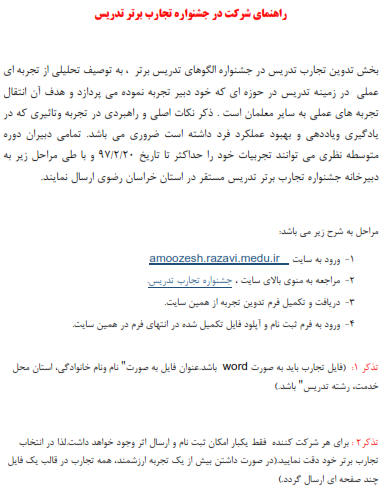 راهنمای شرکت در جشنواره تجارب برتر تدریس
بخش تدوین تجارب تدریس در جشنواره الگوهای تدریس برتر ، به توصیف تحلیلی از تجربه ای
عملی در زمینه تدریس در حوزه ای که خود دبیر تجربه نموده می پردازد و هدف آن انتقال
تجربه های عملی به سایر معلمان است . ذکر نکات اصلی و راهبردی در تجربه وتاثیری که در
یادگیری ویاددهی و بهبود عملکرد فرد داشته است ضروری می باشد. تمامی دبیران دوره
متوسطه نظری می توانند تجربیات خود را حداکثر تا تاریخ ۹۷/۲/۲۰ و با طی مراحل زیر به
دبیرخانه جشنواره تجارب برتر تدریس مستقر در استان خراسان رضوی ارسال نمایند.
مراحل به شرح زیر می باشد:
۱- ورود به سایت amoozesh.razavi.medu.ir
۲- مراجعه به منوی بالای سایت ، جشنواره تجارب تدریس
۳- دریافت و تکمیل فرم تدوین تجربه از همین سایت.
۴- ورود به فرم ثبت نام و آپلود فایل تکمیل شده در انتهای فرم در همین سایت.
تذکر ۱: (فایل تجارب باید به صورت word باشد.عنوان فایل به صورت" نام ونام خانوادگی، استان محل
خدمت، رشته تدریس" باشد.)
تذکر ۲: برای هر شرکت کننده فقط یکبار امکان ثبت نام و ارسال اثر وجود خواهد داشت.لذا در انتخاب
تجارب برتر خود دقت نمایید.(در صورت داشتن بیش از یک تجربه ارزشمند، همه تجارب در قالب یک فایل
چند صفحه ای ارسال گردد.)